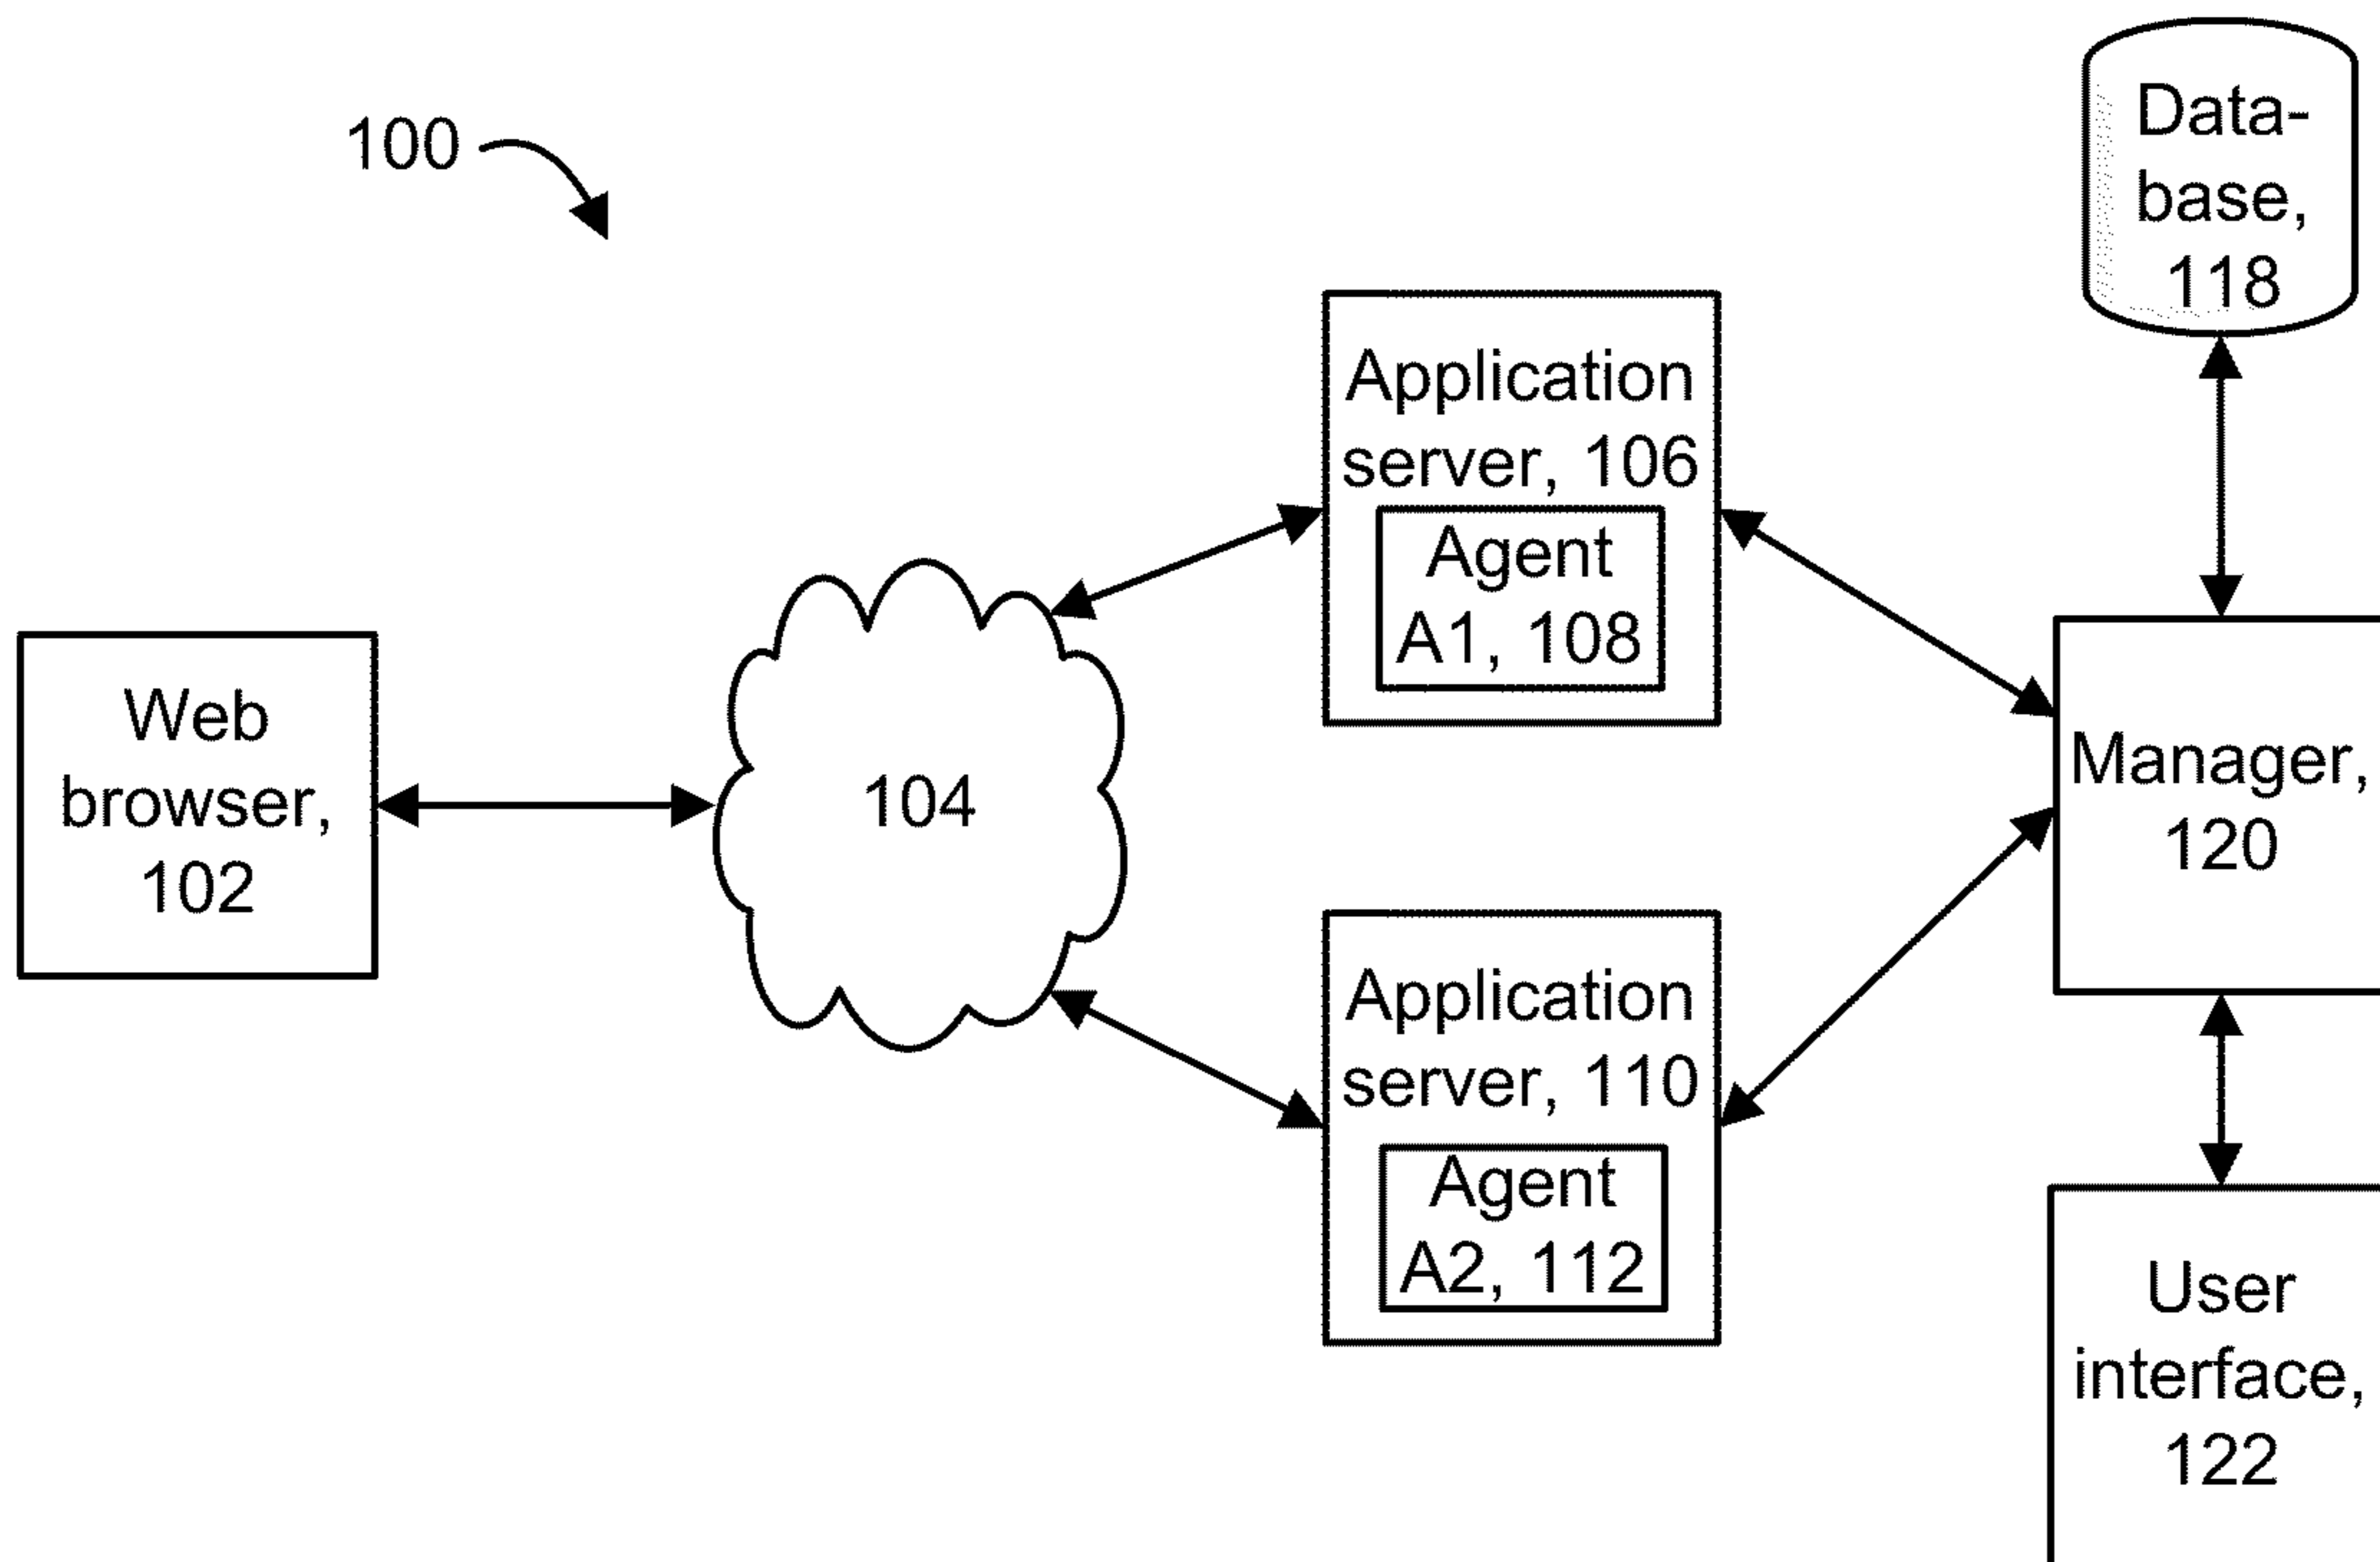 100
Data-
base,
118
Application
server, 106
Agent
A1, 108
Web
browser,
102
104
Manager,
120
Application
server, 110
Agent
A2, 112
User
interface,
122